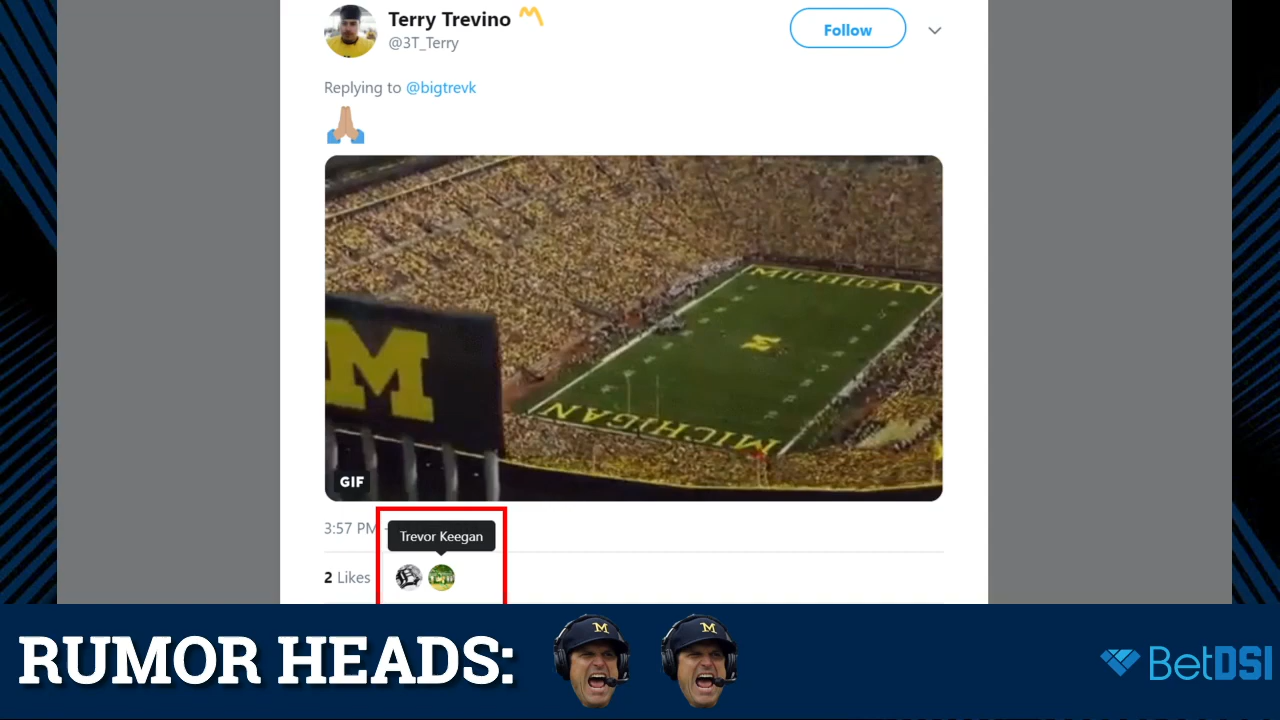 Terry Trevino
@3T_Terry
Follow
Replying to @bigtrevk
MICHIGAN
M
M
MICHIGAN
GIF
3:57 PM
Trevor Keegan
2 Likes
RUMOR HEADS:
M
M
BetDSI